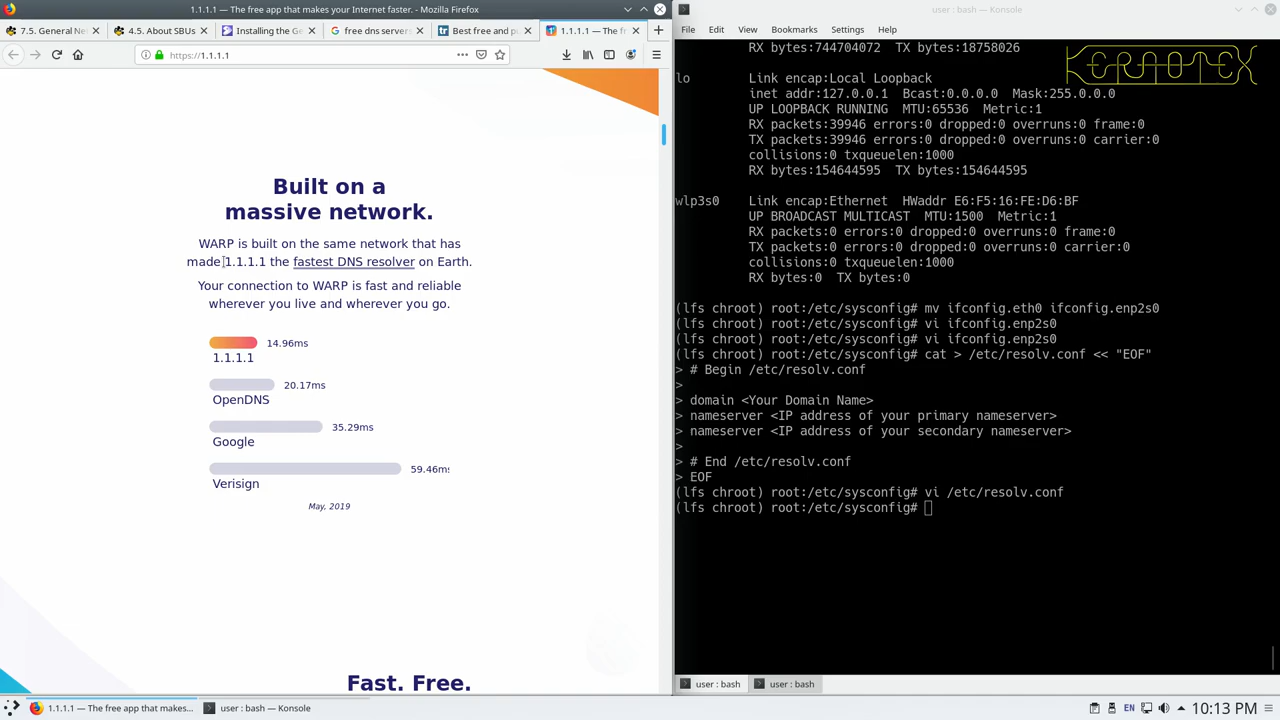 1.1.1.1 — The free app that makes your Internet faster. - Mozilla Firefox
7.5. General Net
4.5. About SBUs
Installing the Ge
free dns servers
Best free and p
1.1.1.1 — The fr
https://1.1.1.1
Built on a
massive network.
WARP is built on the same network that has
made 1.1.1.1 the fastest DNS resolver on Earth.
Your connection to WARP is fast and reliable
wherever you live and wherever you go.
14.96ms
1.1.1.1
20.17ms
OpenDNS
35.29ms
Google
59.46ms
Verisign
May, 2019
Fast. Free.
user : bash — Konsole
File Edit View Bookmarks Settings Help
KERAOTEX
RX bytes:744704072 TX bytes:18758026
lo Link encap:Local Loopback
inet addr:127.0.0.1 Bcast:0.0.0.0 Mask:255.0.0.0
UP LOOPBACK RUNNING MTU:65536 Metric:1
RX packets:39946 errors:0 dropped:0 overruns:0 frame:0
TX packets:39946 errors:0 dropped:0 overruns:0 carrier:0
collisions:0 txqueuelen:1000
RX bytes:154644595 TX bytes:154644595
wlp3s0 Link encap:Ethernet HWaddr E6:F5:16:FE:D6:BF
UP BROADCAST MULTICAST MTU:1500 Metric:1
RX packets:0 errors:0 dropped:0 overruns:0 frame:0
TX packets:0 errors:0 dropped:0 overruns:0 carrier:0
collisions:0 txqueuelen:1000
RX bytes:0 TX bytes:0
(lfs chroot) root:/etc/sysconfig# mv ifconfig.eth0 ifconfig.enp2s0
(lfs chroot) root:/etc/sysconfig# vi ifconfig.enp2s0
(lfs chroot) root:/etc/sysconfig# vi ifconfig.enp2s0
(lfs chroot) root:/etc/sysconfig# cat > /etc/resolv.conf << "EOF"
> # Begin /etc/resolv.conf
>
> domain <Your Domain Name>
> nameserver <IP address of your primary nameserver>
> nameserver <IP address of your secondary nameserver>
>
> # End /etc/resolv.conf
> EOF
(lfs chroot) root:/etc/sysconfig# vi /etc/resolv.conf
(lfs chroot) root:/etc/sysconfig#
user : bash
user : bash
1.1.1.1 — The free app that makes...
user : bash — Konsole
EN
10:13 PM